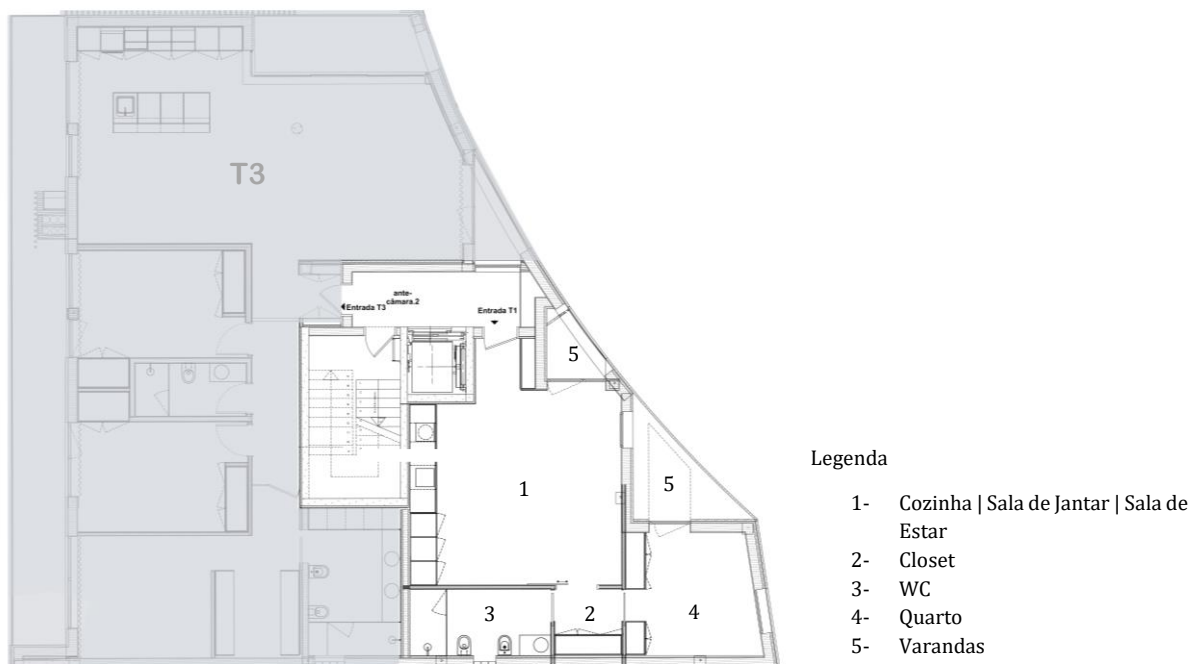 T3
ante-
câmara.2
Entrada T3
Entrada T1
5
1
5
3
2
4
Legenda
1- Cozinha | Sala de Jantar | Sala de
Estar
2- Closet
3- WC
4- Quarto
5- Varandas